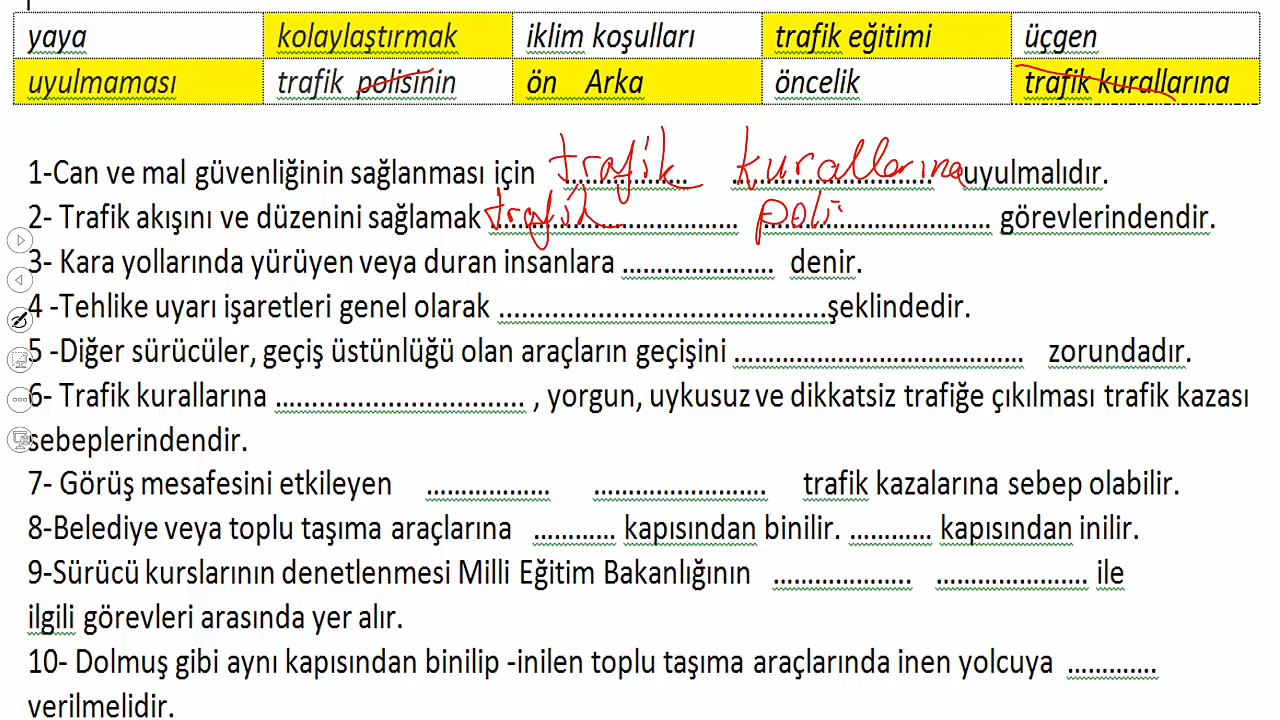 yaya kolaylaştırmak iklim koşulları trafik eğitimi üçgen
uyulmaması trafik polisinin ön Arka öncelik trafik kurallarına
1-Can ve mal güvenliğinin sağlanması için trafik kurallarına uyulmalıdır.
2- Trafik akışını ve düzenini sağlamak trafik poli görevlerindendir.
3- Kara yollarında yürüyen veya duran insanlara .................... denir.
4 -Tehlike uyarı işaretleri genel olarak ..........................................şeklindedir.
5 -Diğer sürücüler, geçiş üstünlüğü olan araçların geçişini ...................................... zorundadır.
6- Trafik kurallarına ................................ , yorgun, uykusuz ve dikkatsiz trafiğe çıkılması trafik kazası
sebeplerindendir.
7- Görüş mesafesini etkileyen ................ ...................... trafik kazalarına sebep olabilir.
8-Belediye veya toplu taşıma araçlarına ........... kapısından binilir. ........... kapısından inilir.
9-Sürücü kurslarının denetlenmesi Milli Eğitim Bakanlığının .................. .................... ile
ilgili görevleri arasında yer alır.
10- Dolmuş gibi aynı kapısından binilip -inilen toplu taşıma araçlarında inen yolcuya ............
verilmelidir.